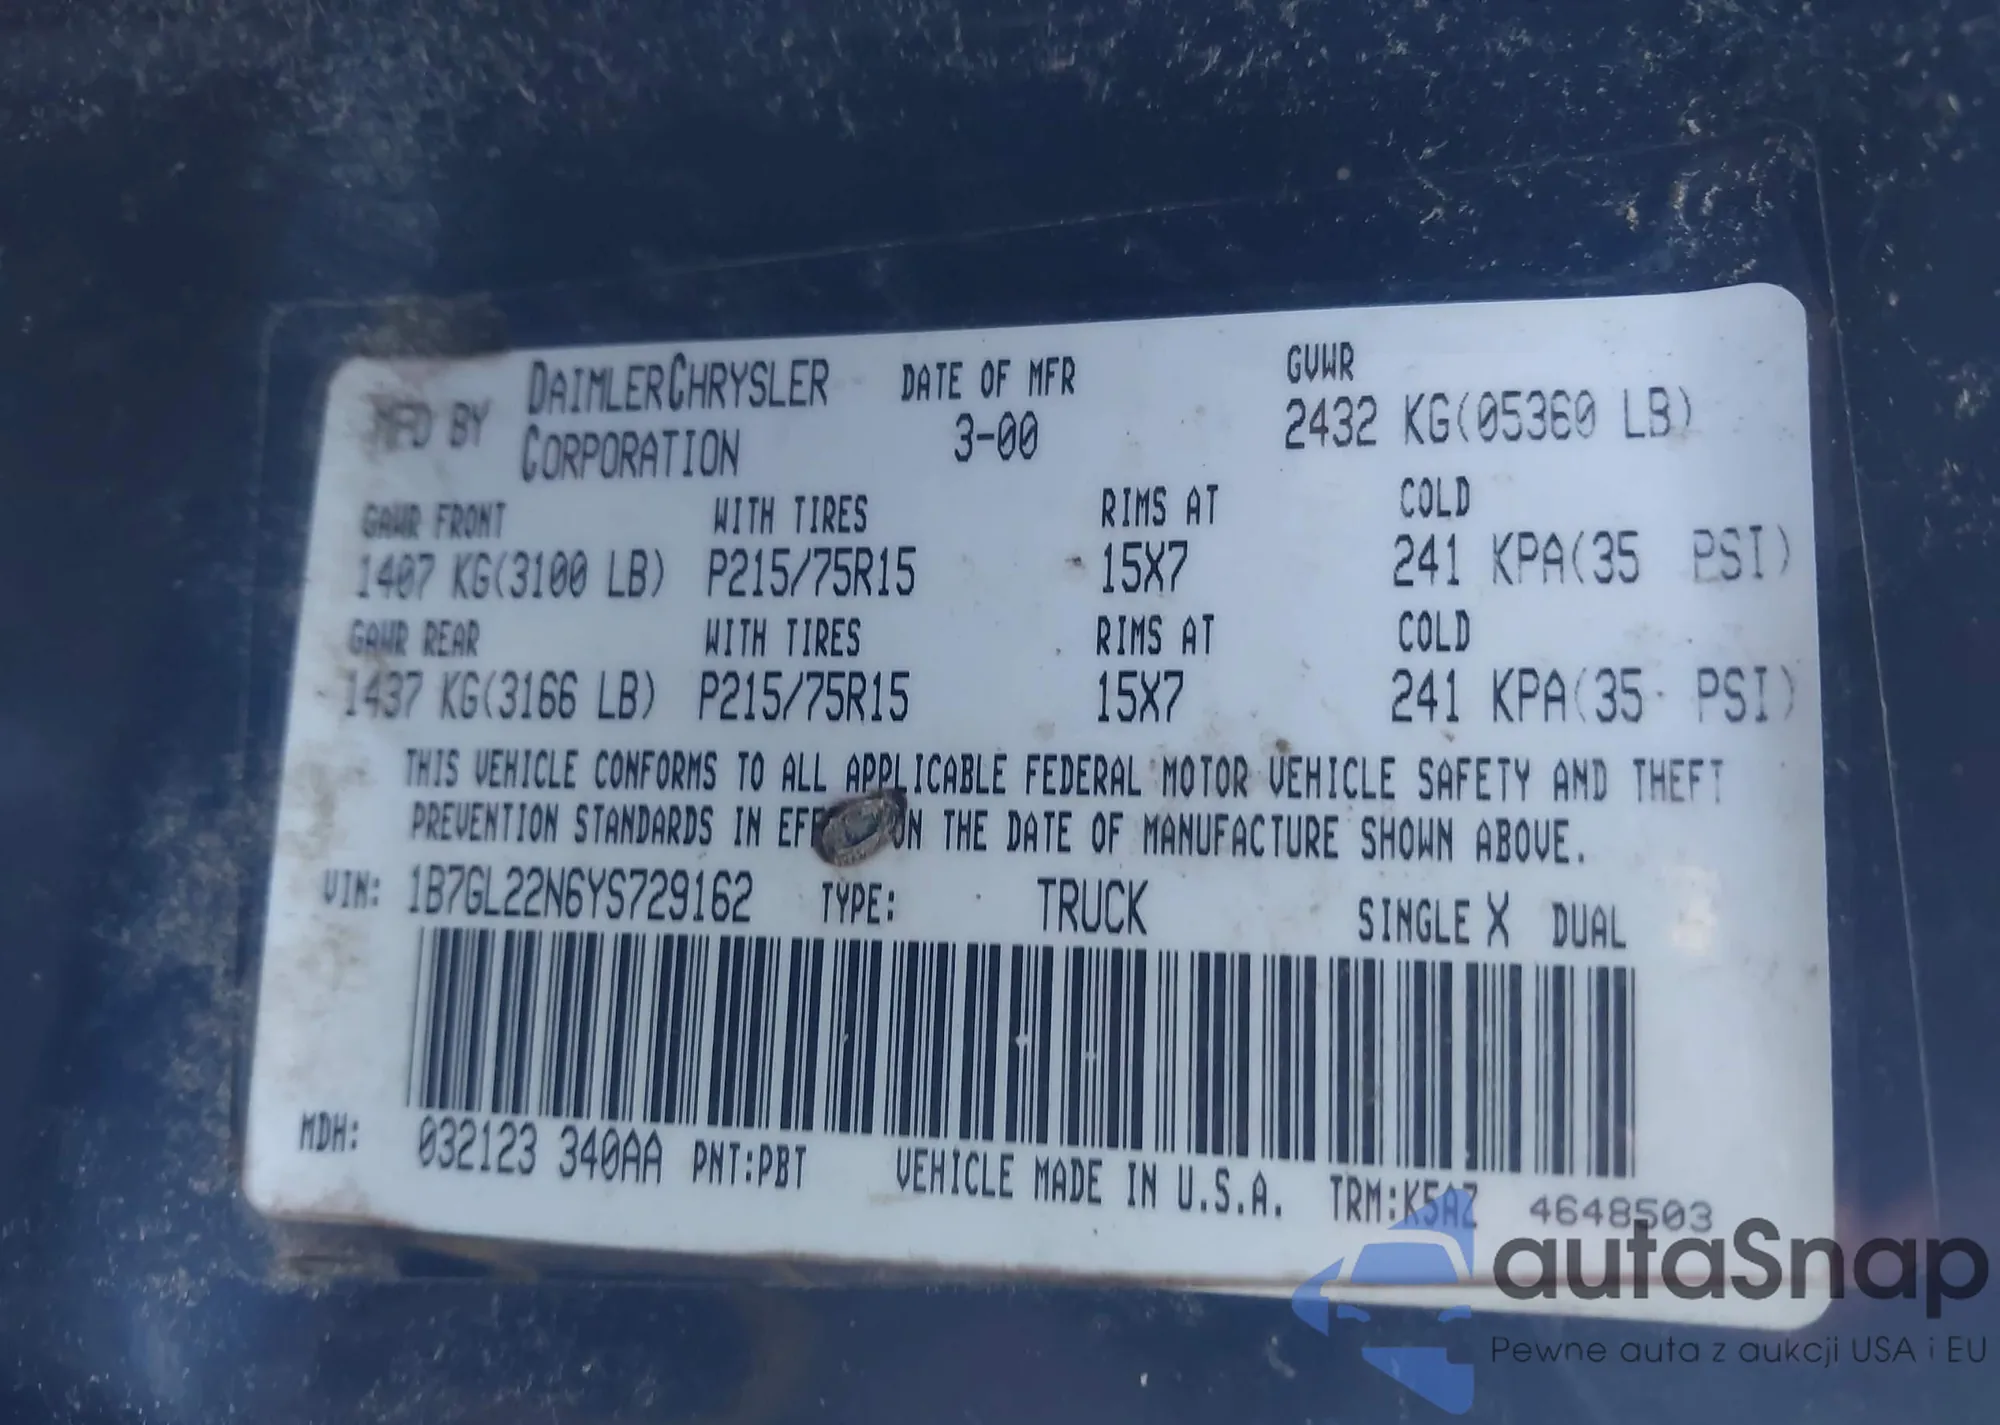 MFD BY DAIMLERCHRYSLER CORPORATION DATE OF MFR 3-00 GVWR 2432 KG(05360 LB)
GAWR FRONT WITH TIRES RIMS AT COLD
1407 KG(3100 LB) P215/75R15 15X7 241 KPA(35 PSI)
GAWR REAR WITH TIRES RIMS AT COLD
1437 KG(3166 LB) P215/75R15 15X7 241 KPA(35 PSI)
THIS VEHICLE CONFORMS TO ALL APPLICABLE FEDERAL MOTOR VEHICLE SAFETY AND THEFT
PREVENTION STANDARDS IN EFF ON THE DATE OF MANUFACTURE SHOWN ABOVE.
VIN: 1B7GL22N6YS729162 TYPE: TRUCK SINGLE X DUAL
MDH: 032123 340AA PNT:PBT VEHICLE MADE IN U.S.A. TRM:K5AZ 4648503
autaSnap
Pewne auta z aukcji USA i EU